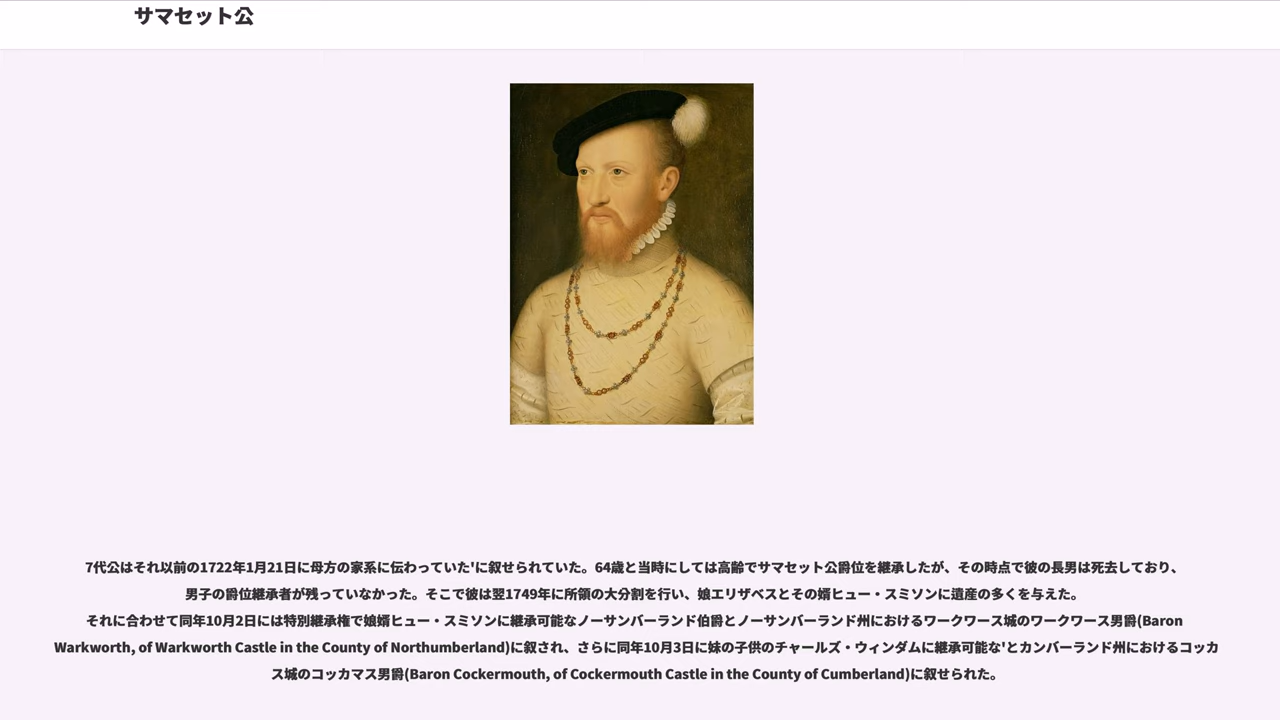 サマセット公
7代公はそれ以前の1722年1月21日に母方の家系に伝わっていた'に叙せられていた。64歳と当時にしては高齢でサマセット公爵位を継承したが、その時点で彼の長男は死去しており、
男子の爵位継承者が残っていなかった。そこで彼は翌1749年に所領の大分割を行い、娘エリザベスとその婿ヒュー・スミソンに遺産の多くを与えた。
それに合わせて同年10月2日には特別継承権で娘婿ヒュー・スミソンに継承可能なノーサンバーランド伯爵とノーサンバーランド州におけるワークワース城のワークワース男爵(Baron
Warkworth, of Warkworth Castle in the County of Northumberland)に叙され、さらに同年10月3日に妹の子供のチャールズ・ウィンダムに継承可能な'とカンバーランド州におけるコッカ
ス城のコッカマス男爵(Baron Cockermouth, of Cockermouth Castle in the County of Cumberland)に叙せられた。